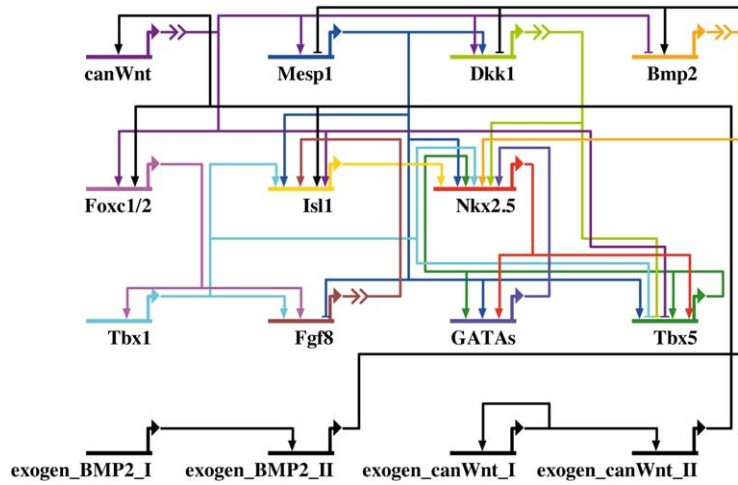 canWnt Mesp1 Dkk1 Bmp2
Foxc1/2 Isl1 Nkx2.5
Tbx1 Fgf8 GATAs Tbx5
exogen_BMP2_I exogen_BMP2_II exogen_canWnt_I exogen_canWnt_II